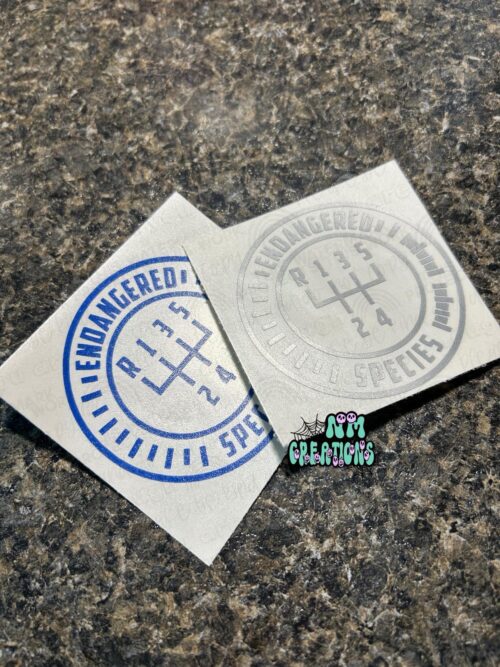 ENDANGERED
R 1 3 5
2 4
SPECIES
ENDANGERED
R 1 3 5
2 4
SPECIES
NM
CREATIONS